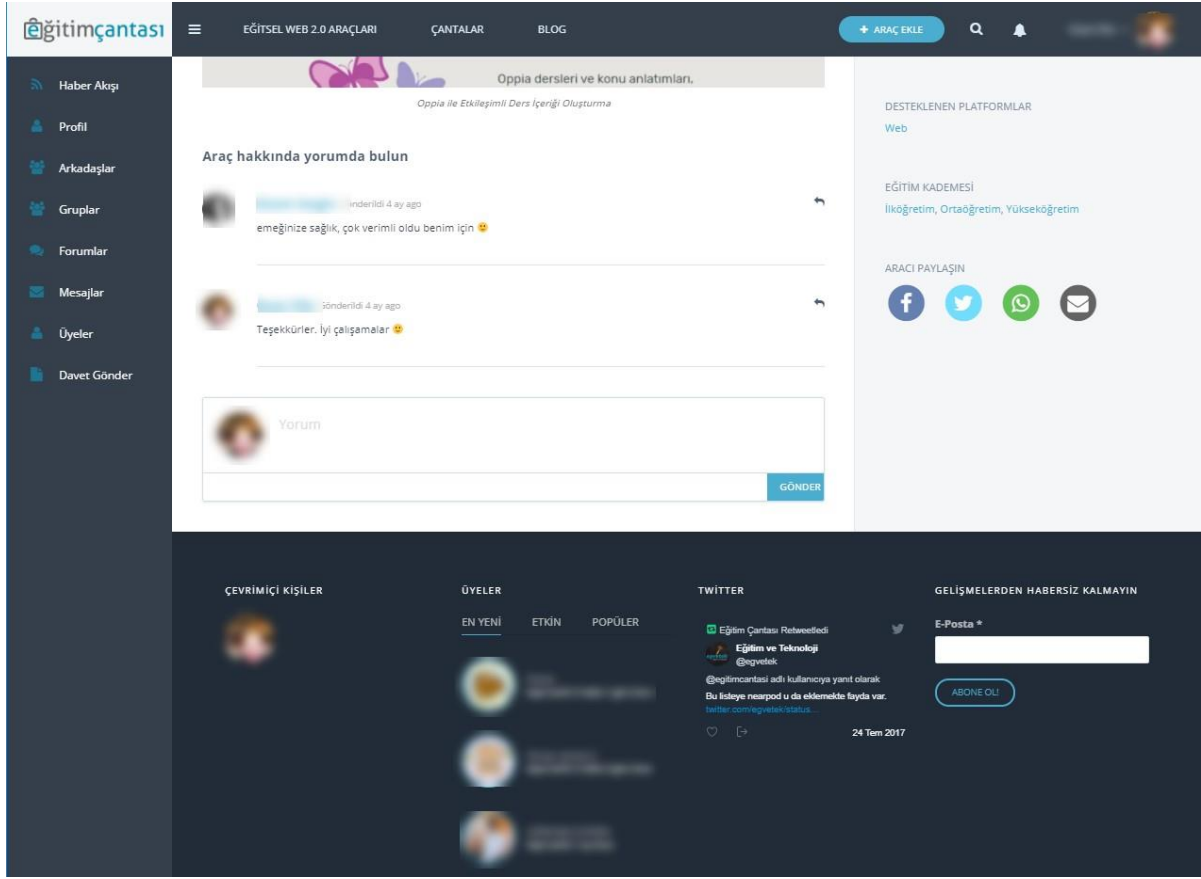 eğitimçantası
EĞİTSEL WEB 2.0 ARAÇLARI
ÇANTALAR
BLOG
+ ARAÇ EKLE
Haber Akışı
Profil
Arkadaşlar
Gruplar
Forumlar
Mesajlar
Üyeler
Davet Gönder
Oppia dersleri ve konu anlatımları.
Oppia ile Etkileşimli Ders İçeriği Oluşturma
Araç hakkında yorumda bulun
nderildi 4 ay ago
emeğinize sağlık, çok verimli oldu benim için 🙂
Gönderildi 4 ay ago
Teşekkürler. İyi çalışamalar 🙂
Yorum
GÖNDER
DESTEKLENEN PLATFORMLAR
Web
EĞİTİM KADEMESİ
İlköğretim, Ortaöğretim, Yükseköğretim
ARACI PAYLAŞIN
ÇEVRİMİÇİ KİŞİLER
ÜYELER
EN YENİ
ETKİN
POPÜLER
TWİTTER
Eğitim Çantası Retweetledi
Eğitim ve Teknoloji
@egvetek
@egitimcantasi adlı kullanıcıya yanıt olarak
Bu listeye nearpod u da eklemekte fayda var.
twitter.com/egvetek/status...
24 Tem 2017
GELİŞMELERDEN HABERSİZ KALMAYIN
E-Posta *
ABONE OL!